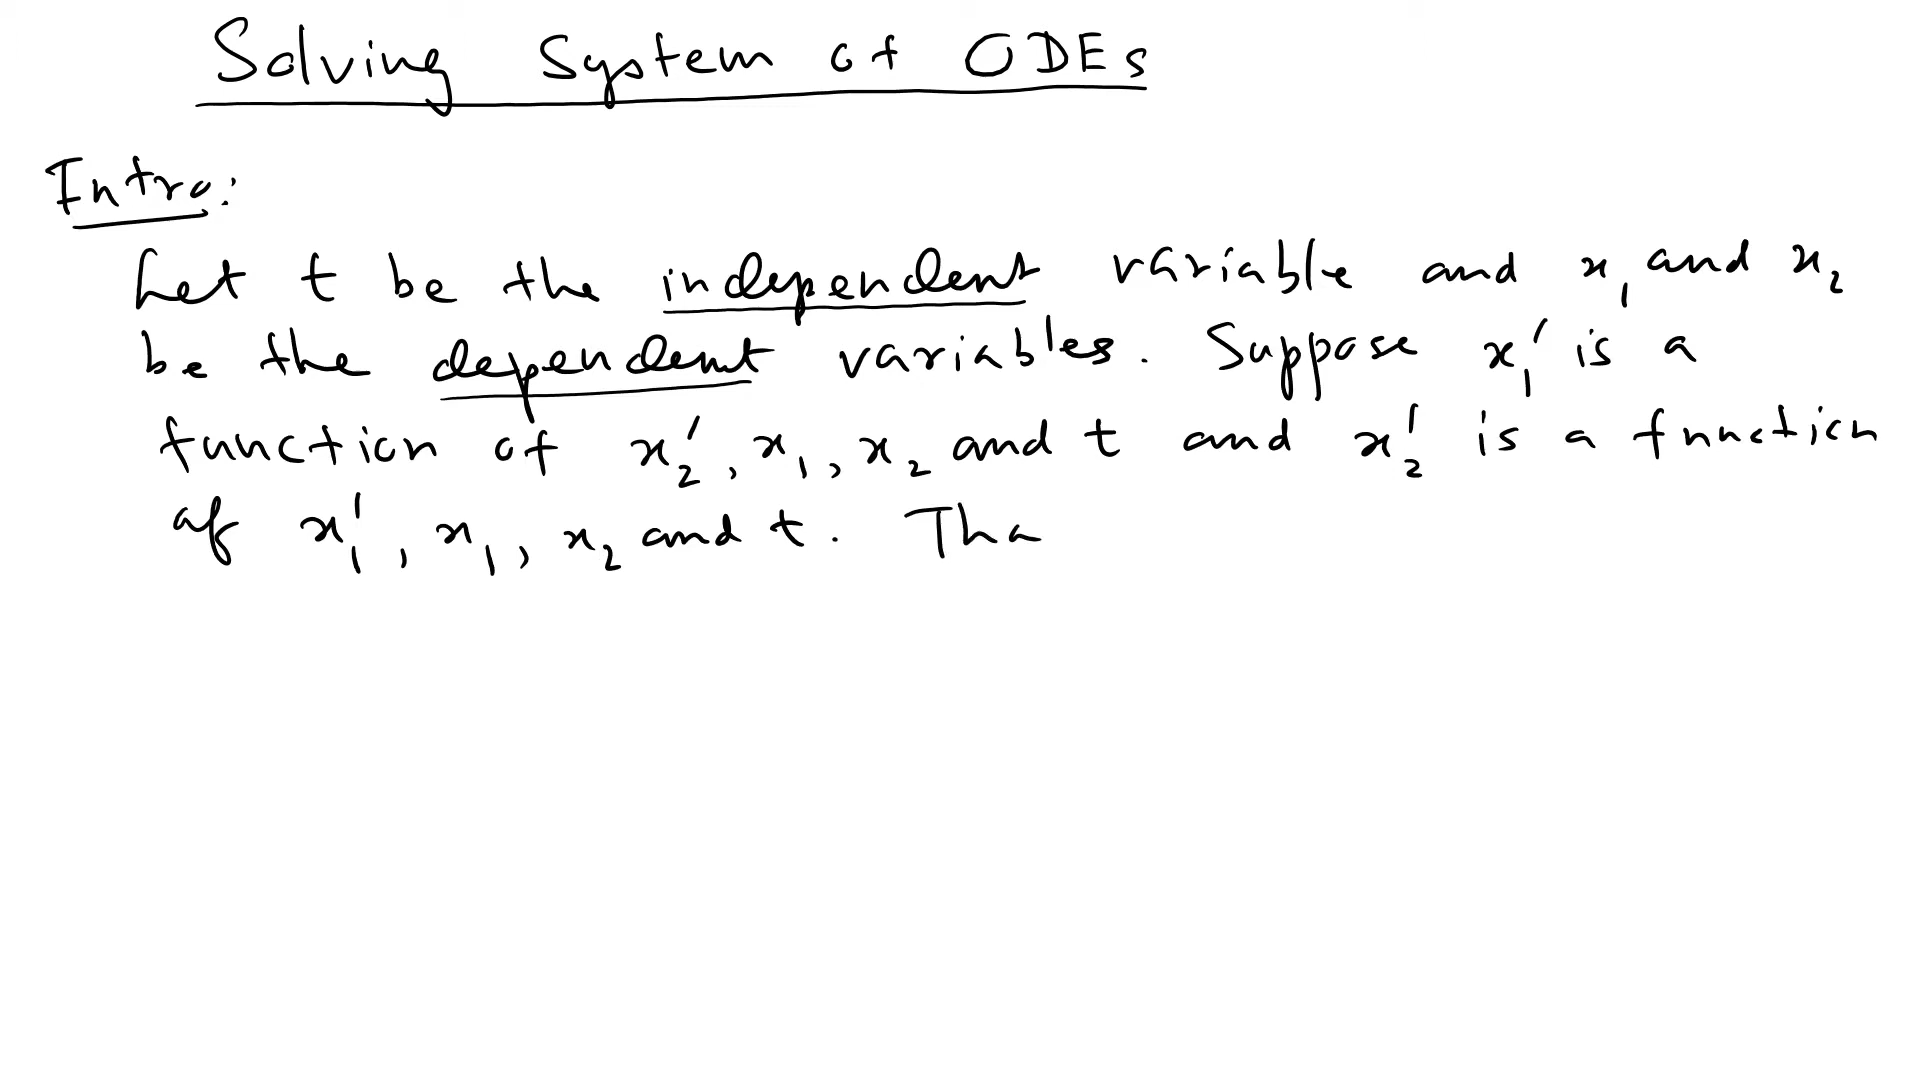 Solving System of ODEs
Intro:
Let t be the independent variable and x₁ and x₂
be the dependent variables. Suppose x₁' is a
function of x₂', x₁, x₂ and t and x₂' is a function
of x₁', x₁, x₂ and t. Tha